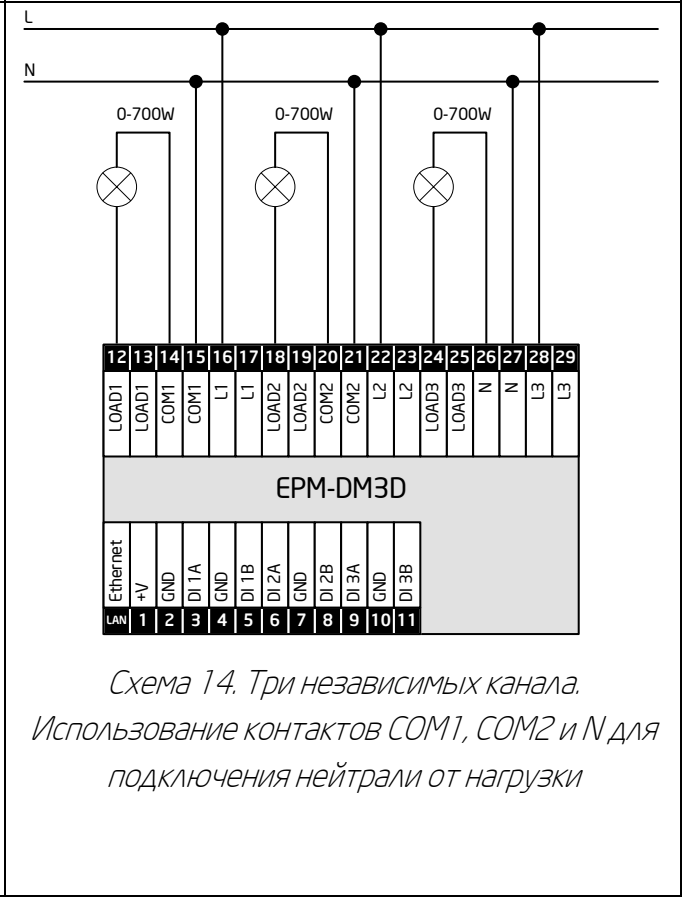 L
N
0-700W 0-700W 0-700W
12 13 14 15 16 17 18 19 20 21 22 23 24 25 26 27 28 29
LOAD1 LOAD1 COM1 COM1 L1 L1 LOAD2 LOAD2 COM2 COM2 L2 L2 LOAD3 LOAD3 N N L3 L3
EPM-DM3D
Ethernet +V GND DI 1A GND DI 1B DI 2A GND DI 2B DI 3A GND DI 3B
LAN 1 2 3 4 5 6 7 8 9 10 11
Схема 14. Три независимых канала.
Использование контактов COM1, COM2 и N для
подключения нейтрали от нагрузки